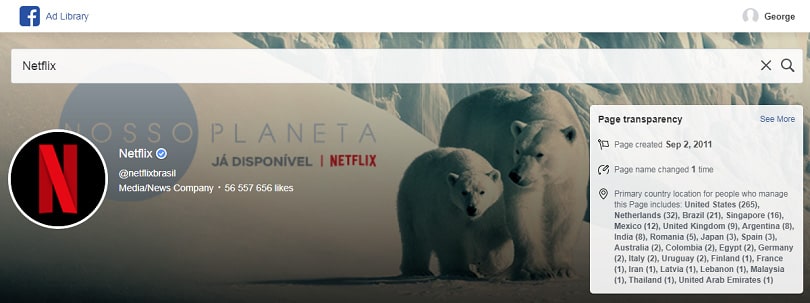 Ad Library
George
Netflix
NOSSO PLANETA
JÁ DISPONÍVEL | NETFLIX
N
Netflix
@netflixbrasil
Media/News Company · 56 557 656 likes
Page transparency
See More
Page created Sep 2, 2011
Page name changed 1 time
Primary country location for people who manage
this Page includes: United States (265),
Netherlands (32), Brazil (21), Singapore (16),
Mexico (12), United Kingdom (9), Argentina (8),
India (8), Romania (5), Japan (3), Spain (3),
Australia (2), Colombia (2), Egypt (2), Germany
(2), Italy (2), Uruguay (2), Finland (1), France
(1), Iran (1), Latvia (1), Lebanon (1), Malaysia
(1), Thailand (1), United Arab Emirates (1)